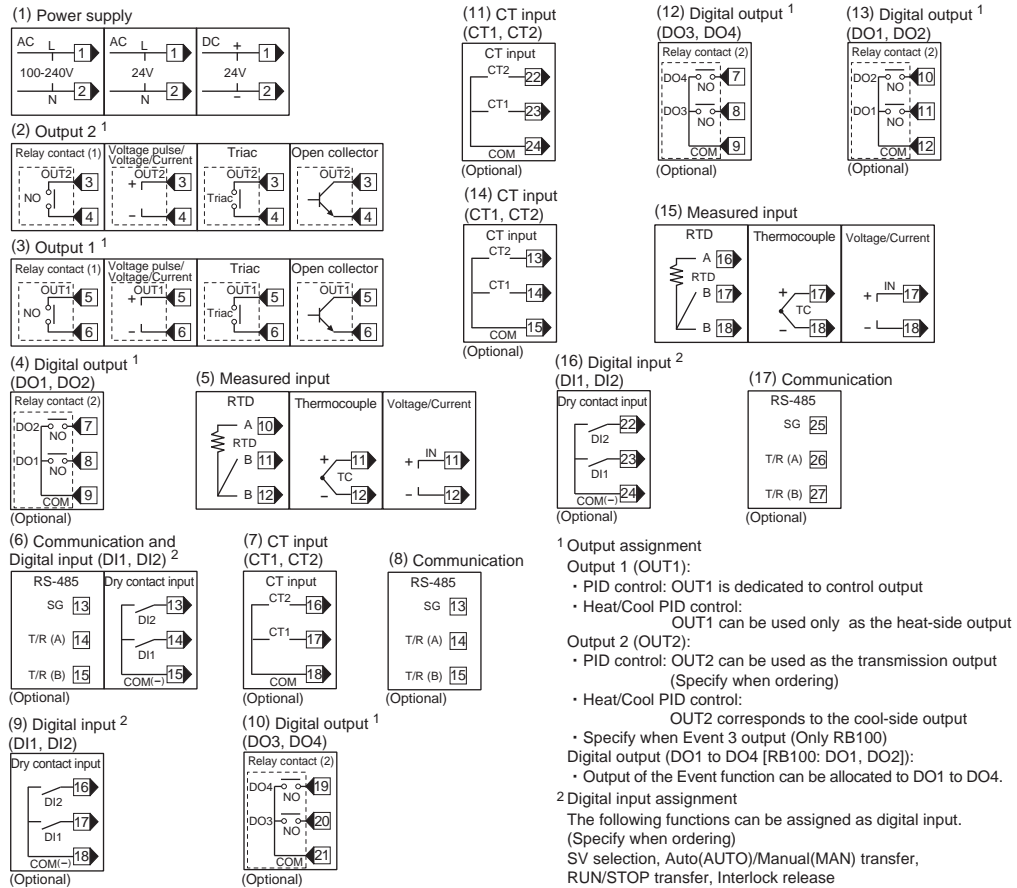 (1) Power supply
AC L 1
100-240V
N 2
AC L 1
24V
N 2
DC + 1
24V
− 2
(2) Output 2 1
Relay contact (1)
OUT2 3
NO
4
Voltage pulse/
Voltage/Current
OUT2
+ 3
− 4
Triac
OUT2 3
Triac
4
Open collector
OUT2 3
4
(3) Output 1 1
Relay contact (1)
OUT1 5
NO
6
Voltage pulse/
Voltage/Current
OUT1
+ 5
− 6
Triac
OUT1 5
Triac
6
Open collector
OUT1 5
6
(4) Digital output 1
(DO1, DO2)
Relay contact (2)
DO2 7
NO
DO1 8
NO
COM 9
(Optional)
(5) Measured input
RTD
A 10
RTD
B 11
B 12
Thermocouple
+ 11
TC
− 12
Voltage/Current
+ IN 11
− 12
(6) Communication and
Digital input (DI1, DI2) 2
RS-485
SG 13
T/R (A) 14
T/R (B) 15
Dry contact input
13
DI2
14
DI1
COM(−) 15
(Optional)
(7) CT input
(CT1, CT2)
CT input
CT2 16
CT1 17
COM 18
(Optional)
(8) Communication
RS-485
SG 13
T/R (A) 14
T/R (B) 15
(Optional)
(9) Digital input 2
(DI1, DI2)
Dry contact input
16
DI2
17
DI1
COM(−) 18
(Optional)
(10) Digital output 1
(DO3, DO4)
Relay contact (2)
DO4 19
NO
DO3 20
NO
COM 21
(Optional)
(11) CT input
(CT1, CT2)
CT input
CT2 22
CT1 23
COM 24
(Optional)
(12) Digital output 1
(DO3, DO4)
Relay contact (2)
DO4 7
NO
DO3 8
NO
COM 9
(Optional)
(13) Digital output 1
(DO1, DO2)
Relay contact (2)
DO2 10
NO
DO1 11
NO
COM 12
(Optional)
(14) CT input
(CT1, CT2)
CT input
CT2 13
CT1 14
COM 15
(Optional)
(15) Measured input
RTD
A 16
RTD
B 17
B 18
Thermocouple
+ 17
TC
− 18
Voltage/Current
+ IN 17
− 18
(16) Digital input 2
(DI1, DI2)
Dry contact input
22
DI2
23
DI1
COM(−) 24
(Optional)
(17) Communication
RS-485
SG 25
T/R (A) 26
T/R (B) 27
(Optional)
1 Output assignment
Output 1 (OUT1):
・PID control: OUT1 is dedicated to control output
・Heat/Cool PID control:
OUT1 can be used only as the heat-side output
Output 2 (OUT2):
・PID control: OUT2 can be used as the transmission output
(Specify when ordering)
・Heat/Cool PID control:
OUT2 corresponds to the cool-side output
・Specify when Event 3 output (Only RB100)
Digital output (DO1 to DO4 [RB100: DO1, DO2]):
・Output of the Event function can be allocated to DO1 to DO4.
2 Digital input assignment
The following functions can be assigned as digital input.
(Specify when ordering)
SV selection, Auto(AUTO)/Manual(MAN) transfer,
RUN/STOP transfer, Interlock release